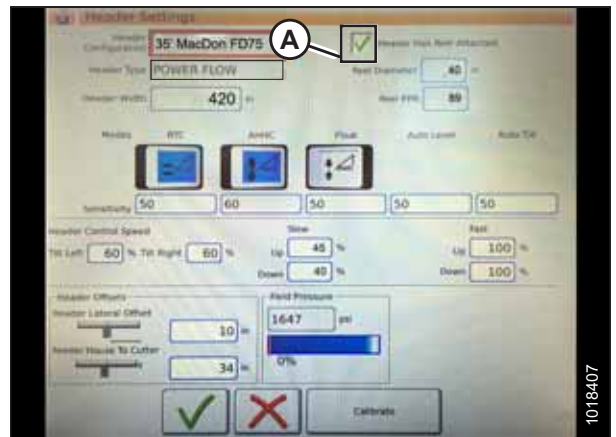 Header Settings
Header Configuration 35' MacDon FD75
A
Header Has Reel Attached
Header Type POWER FLOW
Reel Diameter 40 in
Header Width 420 in
Reel PPR 89
Modes RTC AHHC Float Auto Level Auto Tilt
Sensitivity 50 60 50 50 50
Header Control Speed
Slow
Fast
Tilt Left 60 % Tilt Right 60 %
Up 45 %
Up 100 %
Down 40 %
Down 100 %
Header Offsets
Field Pressure
Header Lateral Offset
10 in
1647 psi
Feeder House To Cutter
34 in
0%
Calibrate
1018407